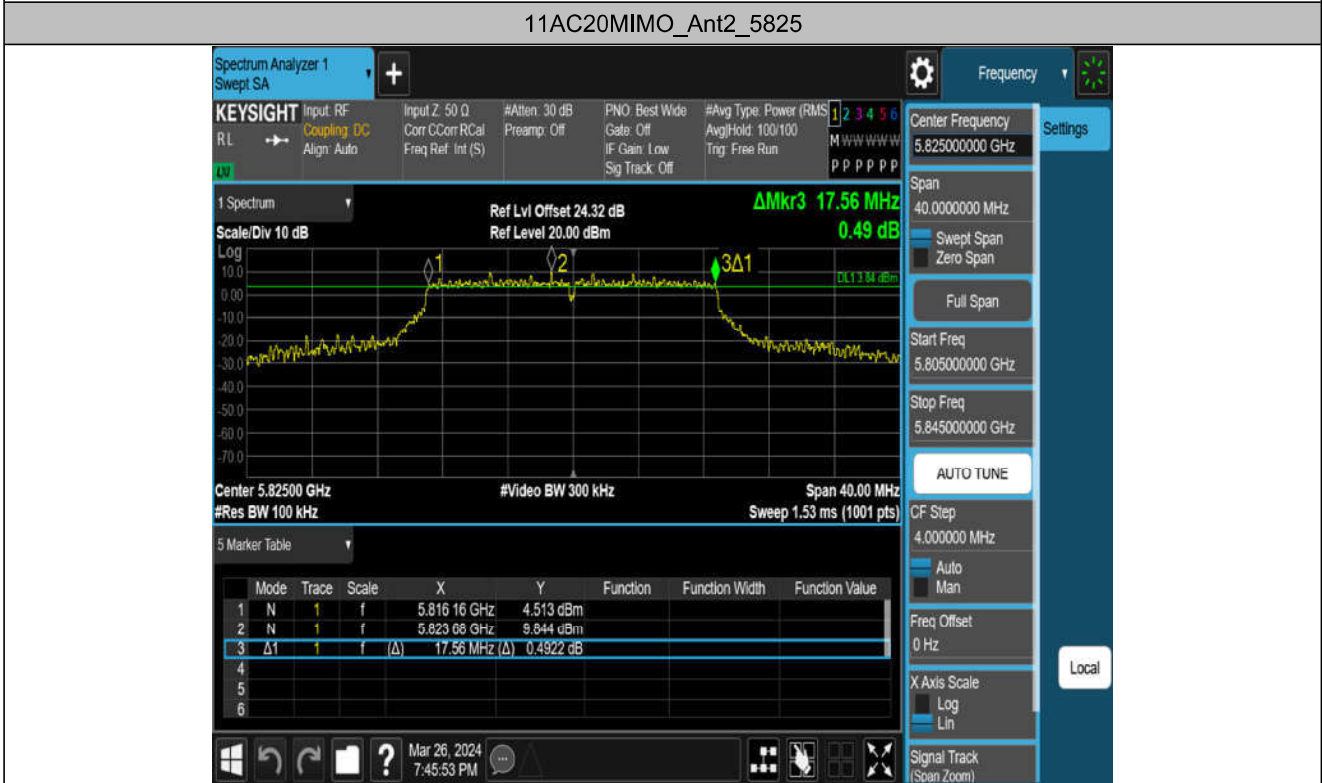 11AC20MIMO_Ant2_5825
Spectrum Analyzer 1
Swept SA
Frequency
KEYSIGHT
RL
Input: RF
Coupling: DC
Align: Auto
Input Z: 50 Ω
Corr CCorr RCal
Freq Ref: Int (S)
#Atten: 30 dB
Preamp: Off
PNO: Best Wide
Gate: Off
IF Gain: Low
Sig Track: Off
#Avg Type: Power (RMS
Avg|Hold: 100/100
Trig: Free Run
1 2 3 4 5 6
M W W W W W
P P P P P P
Center Frequency
5.825000000 GHz
Settings
Span
40.0000000 MHz
Swept Span
Zero Span
Full Span
Start Freq
5.805000000 GHz
Stop Freq
5.845000000 GHz
AUTO TUNE
CF Step
4.000000 MHz
Auto
Man
Freq Offset
0 Hz
X Axis Scale
Log
Lin
Signal Track
(Span Zoom)
Local
1 Spectrum
Scale/Div 10 dB
Ref Lvl Offset 24.32 dB
Ref Level 20.00 dBm
ΔMkr3 17.56 MHz
0.49 dB
Log
10.0
0.00
-10.0
-20.0
-30.0
-40.0
-50.0
-60.0
-70.0
1
2
3Δ1
DL1 3.84 dBm
Center 5.82500 GHz
#Video BW 300 kHz
Span 40.00 MHz
#Res BW 100 kHz
Sweep 1.53 ms (1001 pts)
5 Marker Table
Mode Trace Scale X Y Function Function Width Function Value
1 N 1 f 5.816 16 GHz 4.513 dBm
2 N 1 f 5.823 68 GHz 9.844 dBm
3 Δ1 1 f (Δ) 17.56 MHz (Δ) 0.4922 dB
4
5
6
Mar 26, 2024
7:45:53 PM